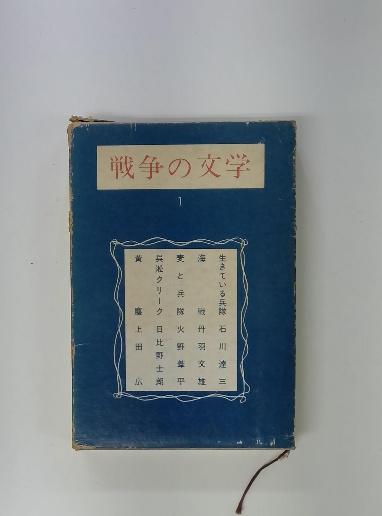 戦争の文学
1
生きている兵隊 石川達三
海戦 丹羽文雄
麦と兵隊 火野葦平
呉淞クリーク 日比野士郎
黄塵 上田広